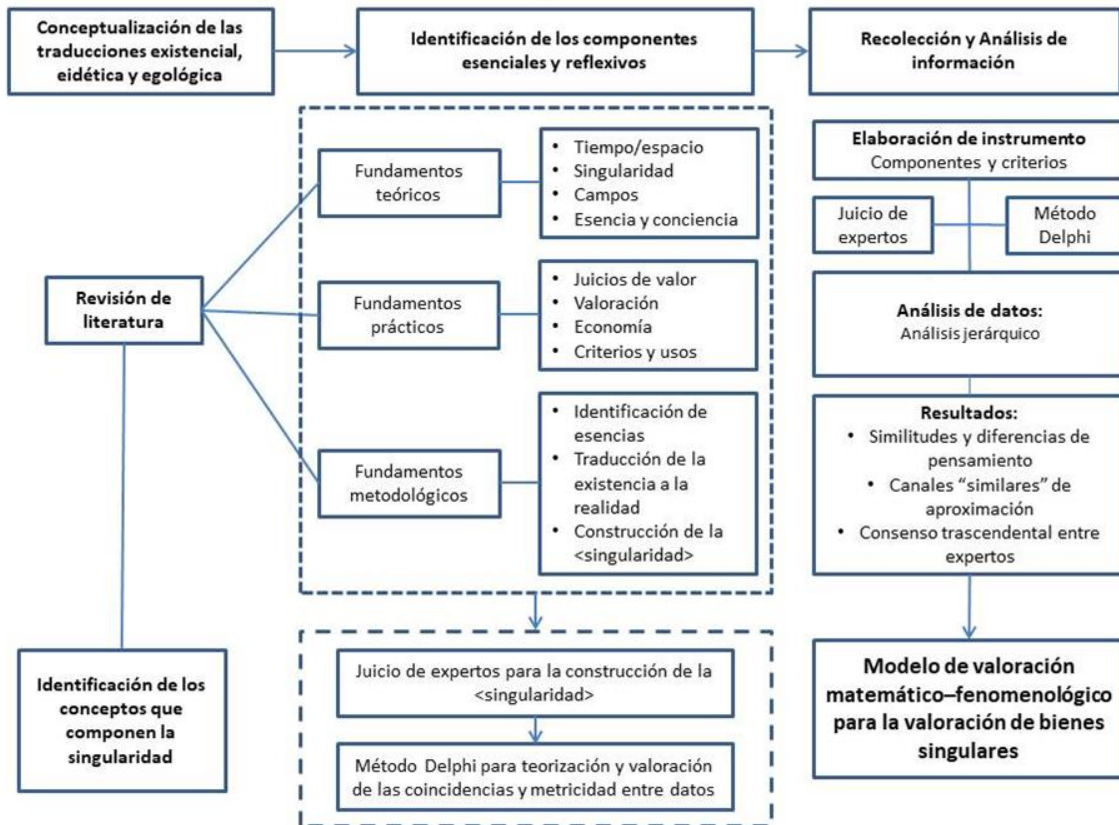 Conceptualización de las
traducciones existencial,
eidética y egológica
Identificación de los componentes
esenciales y reflexivos
Recolección y Análisis de
información
Revisión de
literatura
Identificación de los
conceptos que
componen la
singularidad
Fundamentos
teóricos
• Tiempo/espacio
• Singularidad
• Campos
• Esencia y conciencia
Fundamentos
prácticos
• Juicios de valor
• Valoración
• Economía
• Criterios y usos
Fundamentos
metodológicos
• Identificación de
esencias
• Traducción de la
existencia a la
realidad
• Construcción de la
<singularidad>
Juicio de expertos para la construcción de la
<singularidad>
Método Delphi para teorización y valoración
de las coincidencias y metricidad entre datos
Elaboración de instrumento
Componentes y criterios
Juicio de
expertos
Método
Delphi
Análisis de datos:
Análisis jerárquico
Resultados:
• Similitudes y diferencias de
pensamiento
• Canales “similares” de
aproximación
• Consenso trascendental entre
expertos
Modelo de valoración
matemático–fenomenológico
para la valoración de bienes
singulares